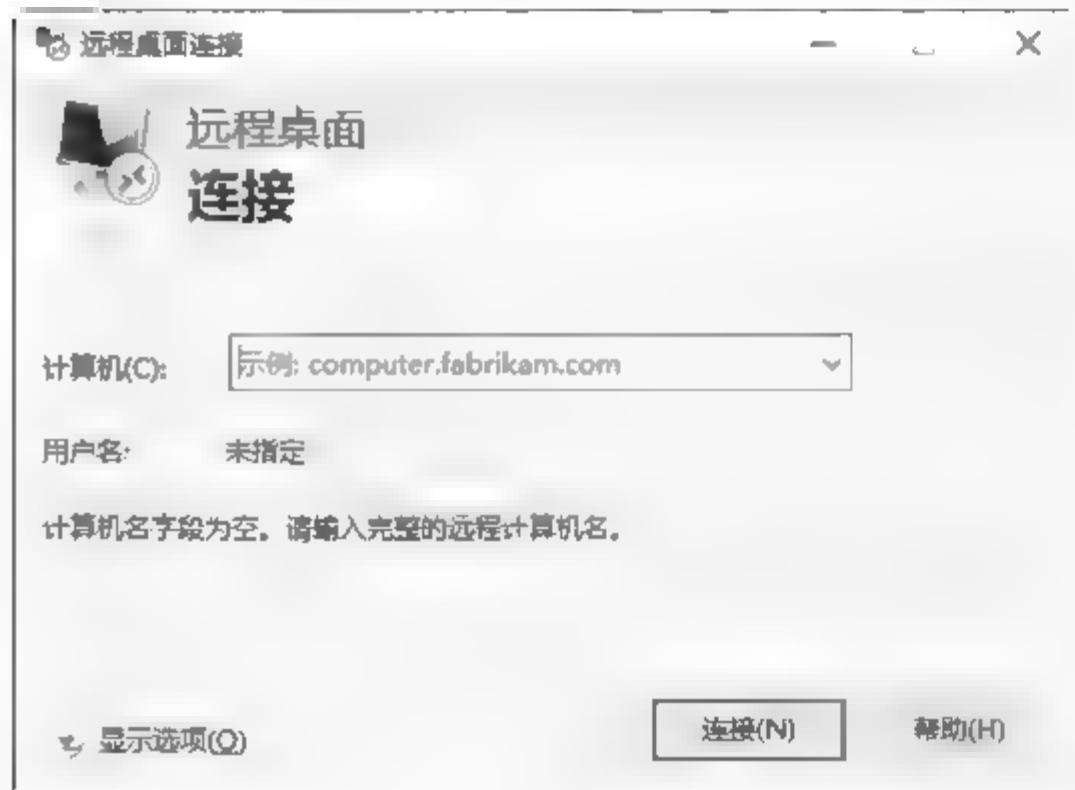 远程桌面连接
远程桌面
连接
计算机(C): 示例: computer.fabrikam.com
用户名: 未指定
计算机名字段为空。请输入完整的远程计算机名。
显示选项(O) 连接(N) 帮助(H)